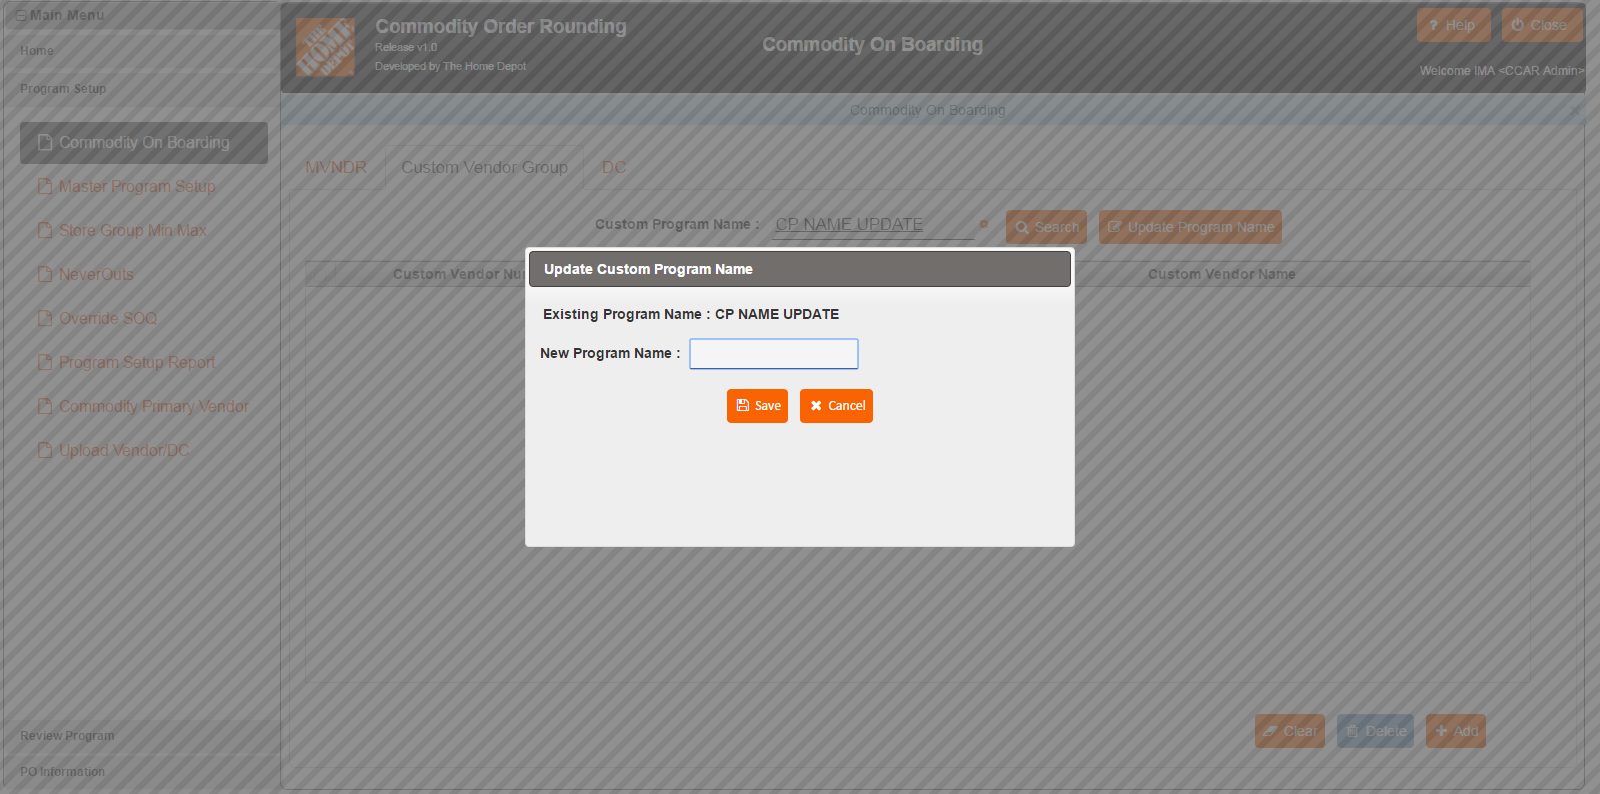 Main Menu
Home
Program Setup
Commodity On Boarding
Master Program Setup
Store Group Min Max
NeverOuts
Override SOQ
Program Setup Report
Commodity Primary Vendor
Upload Vendor/DC
Review Program
PO Information
THE HOME DEPOT
Commodity Order Rounding
Release v1.0
Developed by The Home Depot
Commodity On Boarding
? Help
Close
Welcome IMA <CCAR Admin>
Commodity On Boarding
MVNDR Custom Vendor Group DC
Custom Program Name : CP NAME UPDATE Search Update Program Name
Custom Vendor Custom Vendor Name
Update Custom Program Name
Existing Program Name : CP NAME UPDATE
New Program Name :
Save Cancel
Clear Delete Add